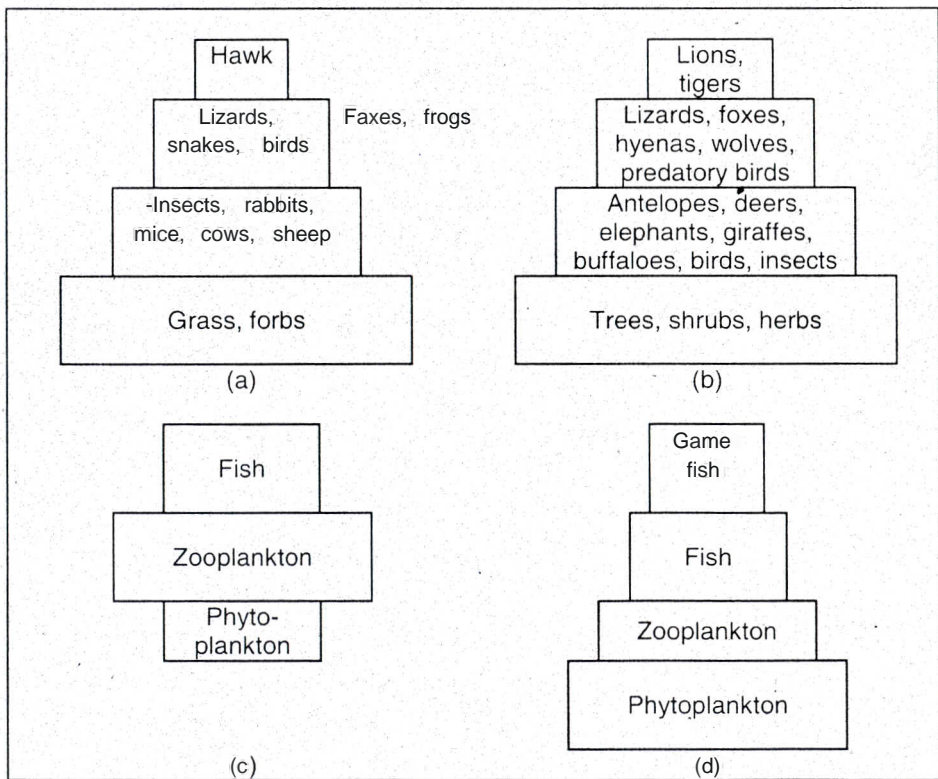 Hawk
Lizards,
snakes, birds
Faxes, frogs
-Insects, rabbits,
mice, cows, sheep
Grass, forbs
(a)
Lions,
tigers
Lizards, foxes,
hyenas, wolves,
predatory birds
Antelopes, deers,
elephants, giraffes,
buffaloes, birds, insects
Trees, shrubs, herbs
(b)
Fish
Zooplankton
Phyto-
plankton
(c)
Game
fish
Fish
Zooplankton
Phytoplankton
(d)